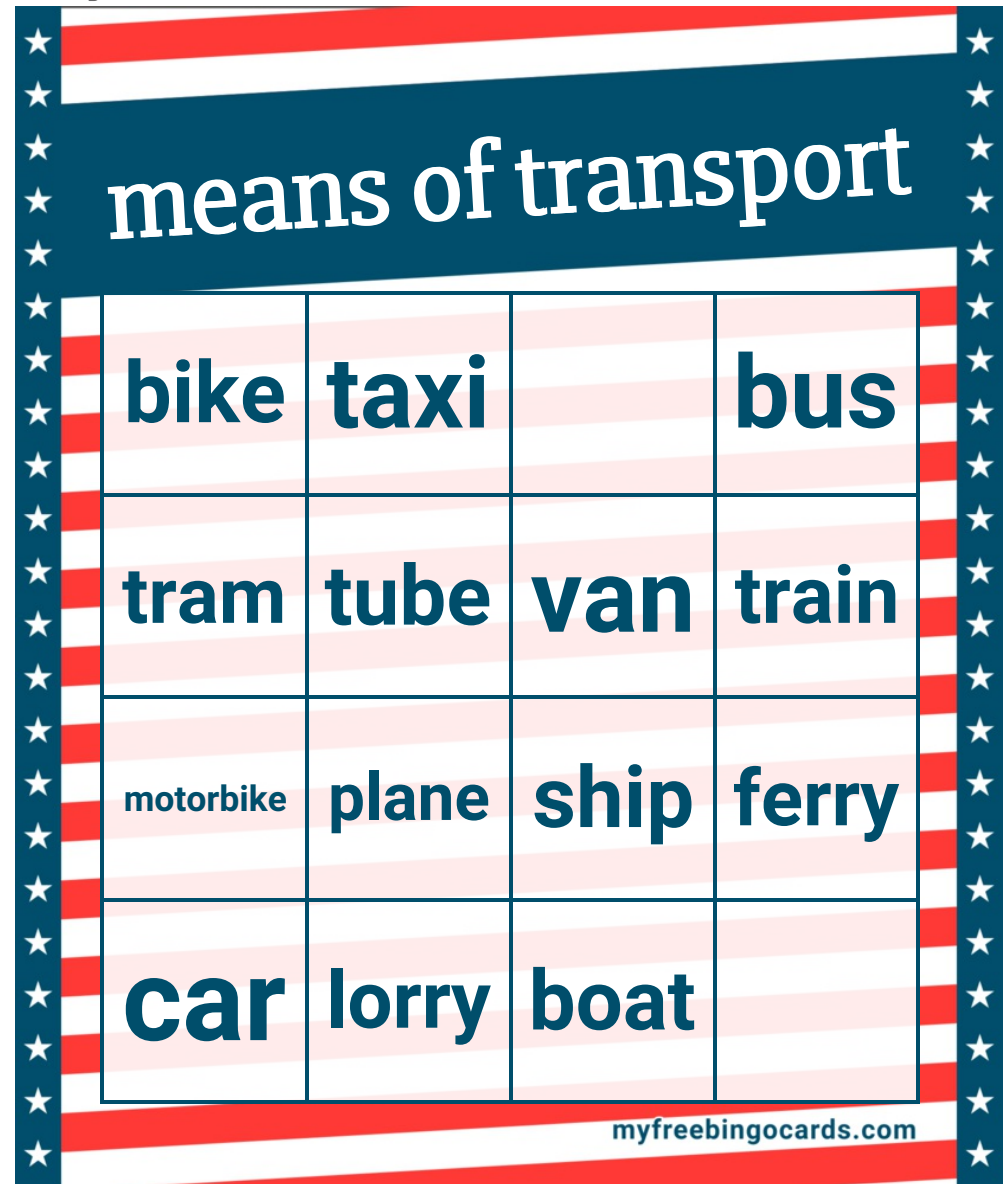 means of transport
bike taxi bus
tram tube van train
motorbike plane ship ferry
car lorry boat
myfreebingocards.com